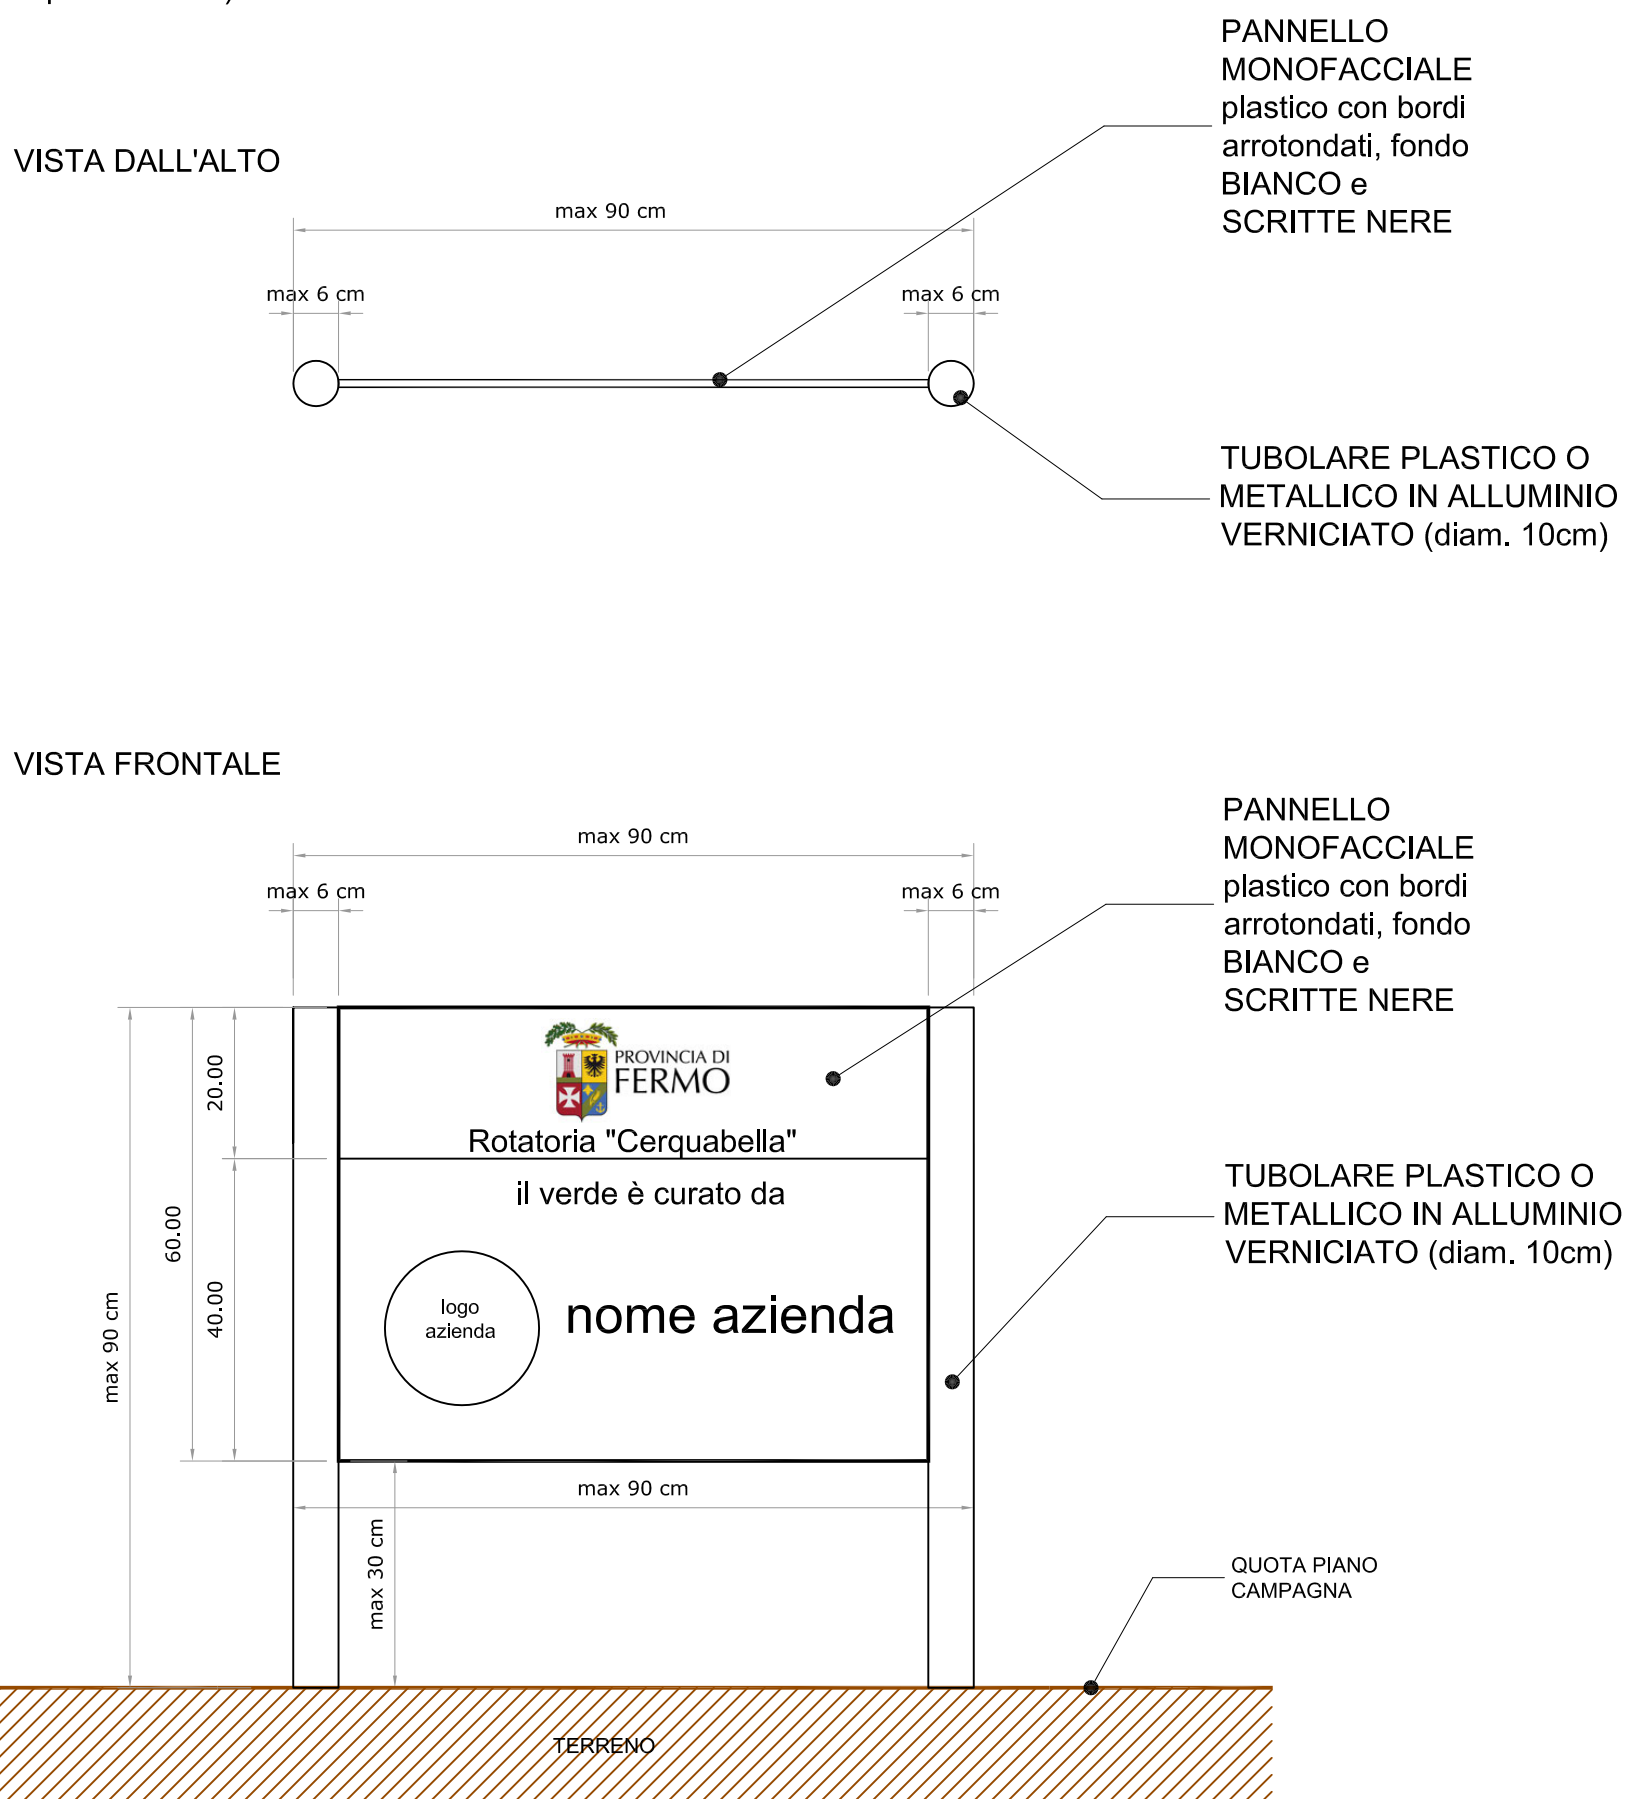 PANNELLO
MONOFACCIALE
plastico con bordi
arrotondati, fondo
BIANCO e
SCRITTE NERE
VISTA DALL'ALTO
max 90 cm
max 6 cm
max 6 cm
TUBOLARE PLASTICO O
METALLICO IN ALLUMINIO
VERNICIATO (diam. 10cm)
VISTA FRONTALE
PANNELLO
MONOFACCIALE
plastico con bordi
arrotondati, fondo
BIANCO e
SCRITTE NERE
max 90 cm
max 6 cm
max 6 cm
PROVINCIA DI
FERMO
Rotatoria "Cerquabella"
il verde è curato da
logo
azienda
nome azienda
20.00
60.00
40.00
max 90 cm
TUBOLARE PLASTICO O
METALLICO IN ALLUMINIO
VERNICIATO (diam. 10cm)
max 90 cm
max 30 cm
QUOTA PIANO
CAMPAGNA
TERRENO